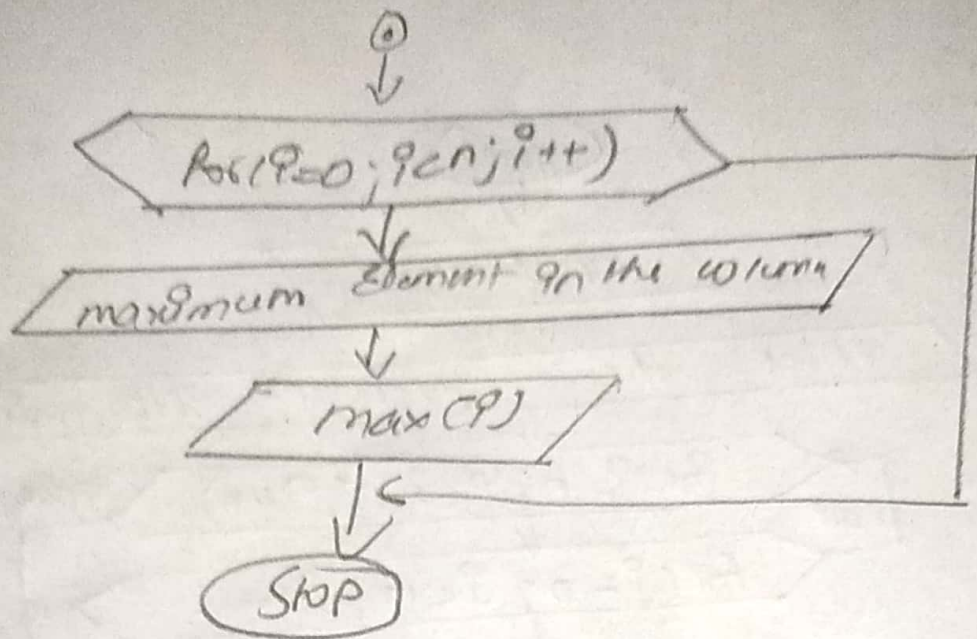 for(i=0; i<n; i++)
maximum Element in the column
max(i)
Stop